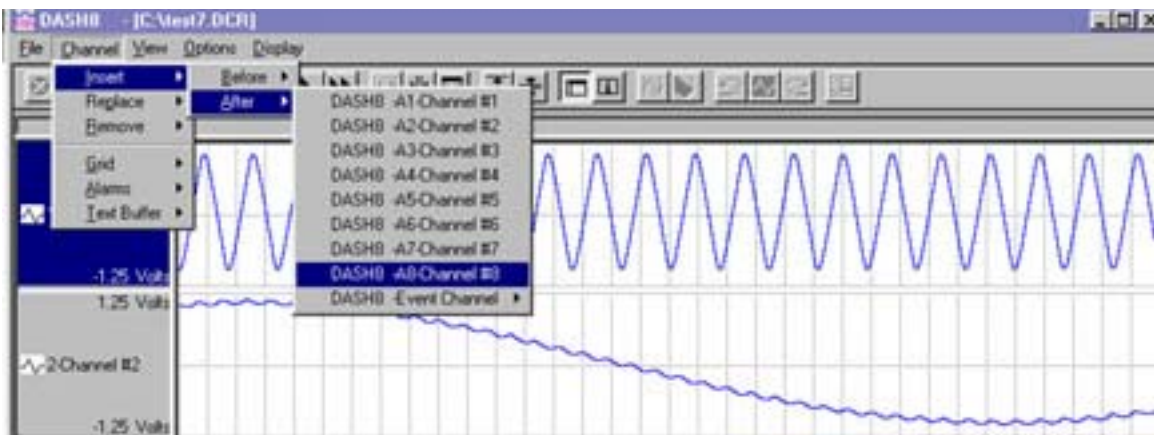 DASH8 - [C:\test7.DCR]
File Channel View Options Display
Insert
Replace
Remove
Grid
Alarms
Text Buffer
Before
After
DASH8 -A1-Channel #1
DASH8 -A2-Channel #2
DASH8 -A3-Channel #3
DASH8 -A4-Channel #4
DASH8 -A5-Channel #5
DASH8 -A6-Channel #6
DASH8 -A7-Channel #7
DASH8 -A8-Channel #8
DASH8 -Event Channel
-1.25 Volts
1.25 Volts
2-Channel #2
-1.25 Volts